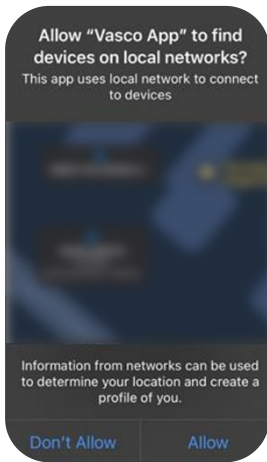 Allow “Vasco App” to find
devices on local networks?
This app uses local network to connect
to devices
Information from networks can be used
to determine your location and create a
profile of you.
Don't Allow
Allow